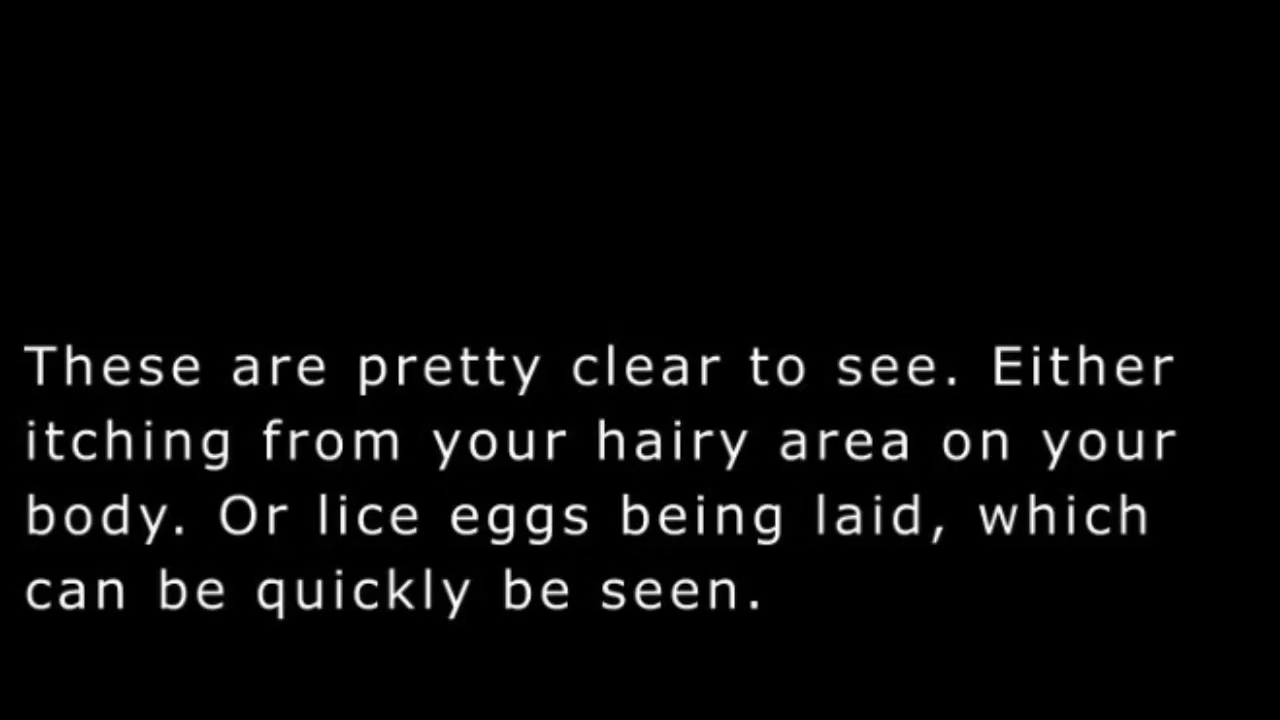 These are pretty clear to see. Either
itching from your hairy area on your
body. Or lice eggs being laid, which
can be quickly be seen.